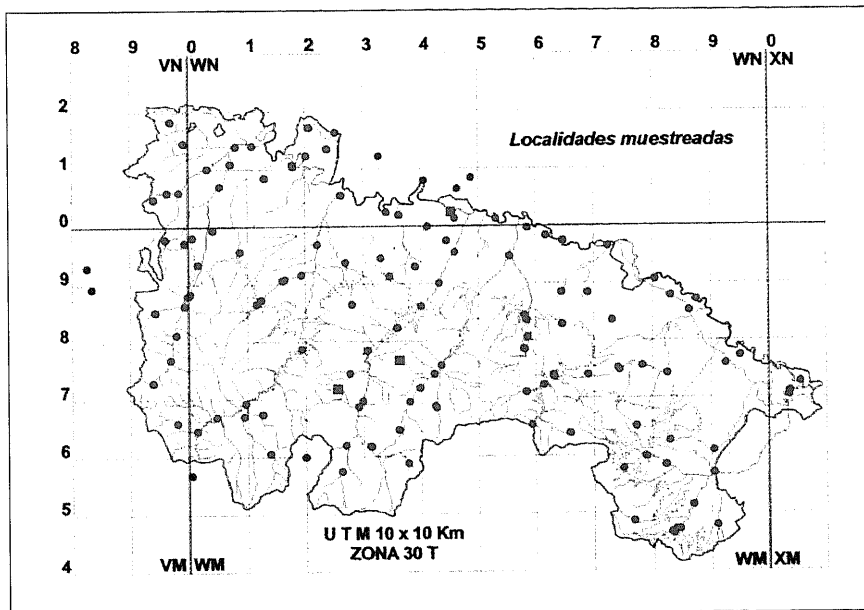 8 9 0 1 2 3 4 5 6 7 8 9 0
VN WN WN XN
2
Localidades muestreadas
1
0
9
8
7
6
5
U T M 10 x 10 Km
ZONA 30 T
VM WM WM XM
4